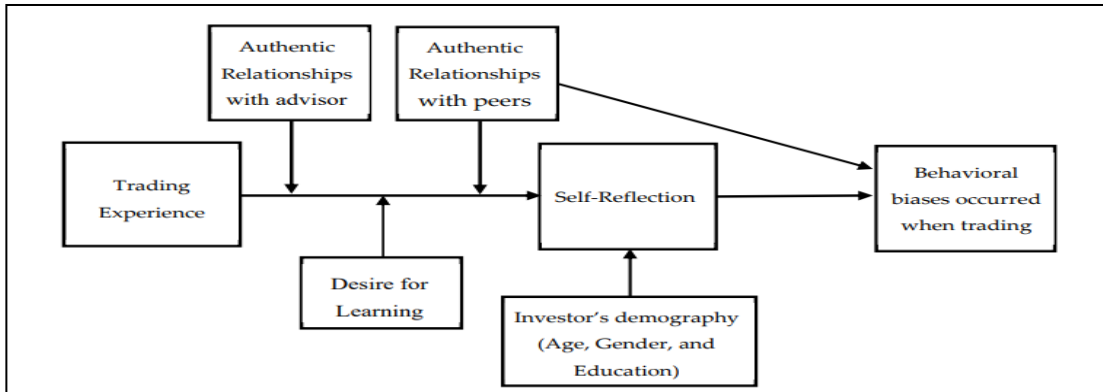 Authentic
Relationships
with advisor
Authentic
Relationships
with peers
Trading
Experience
Self-Reflection
Behavioral
biases occurred
when trading
Desire for
Learning
Investor's demography
(Age, Gender, and
Education)